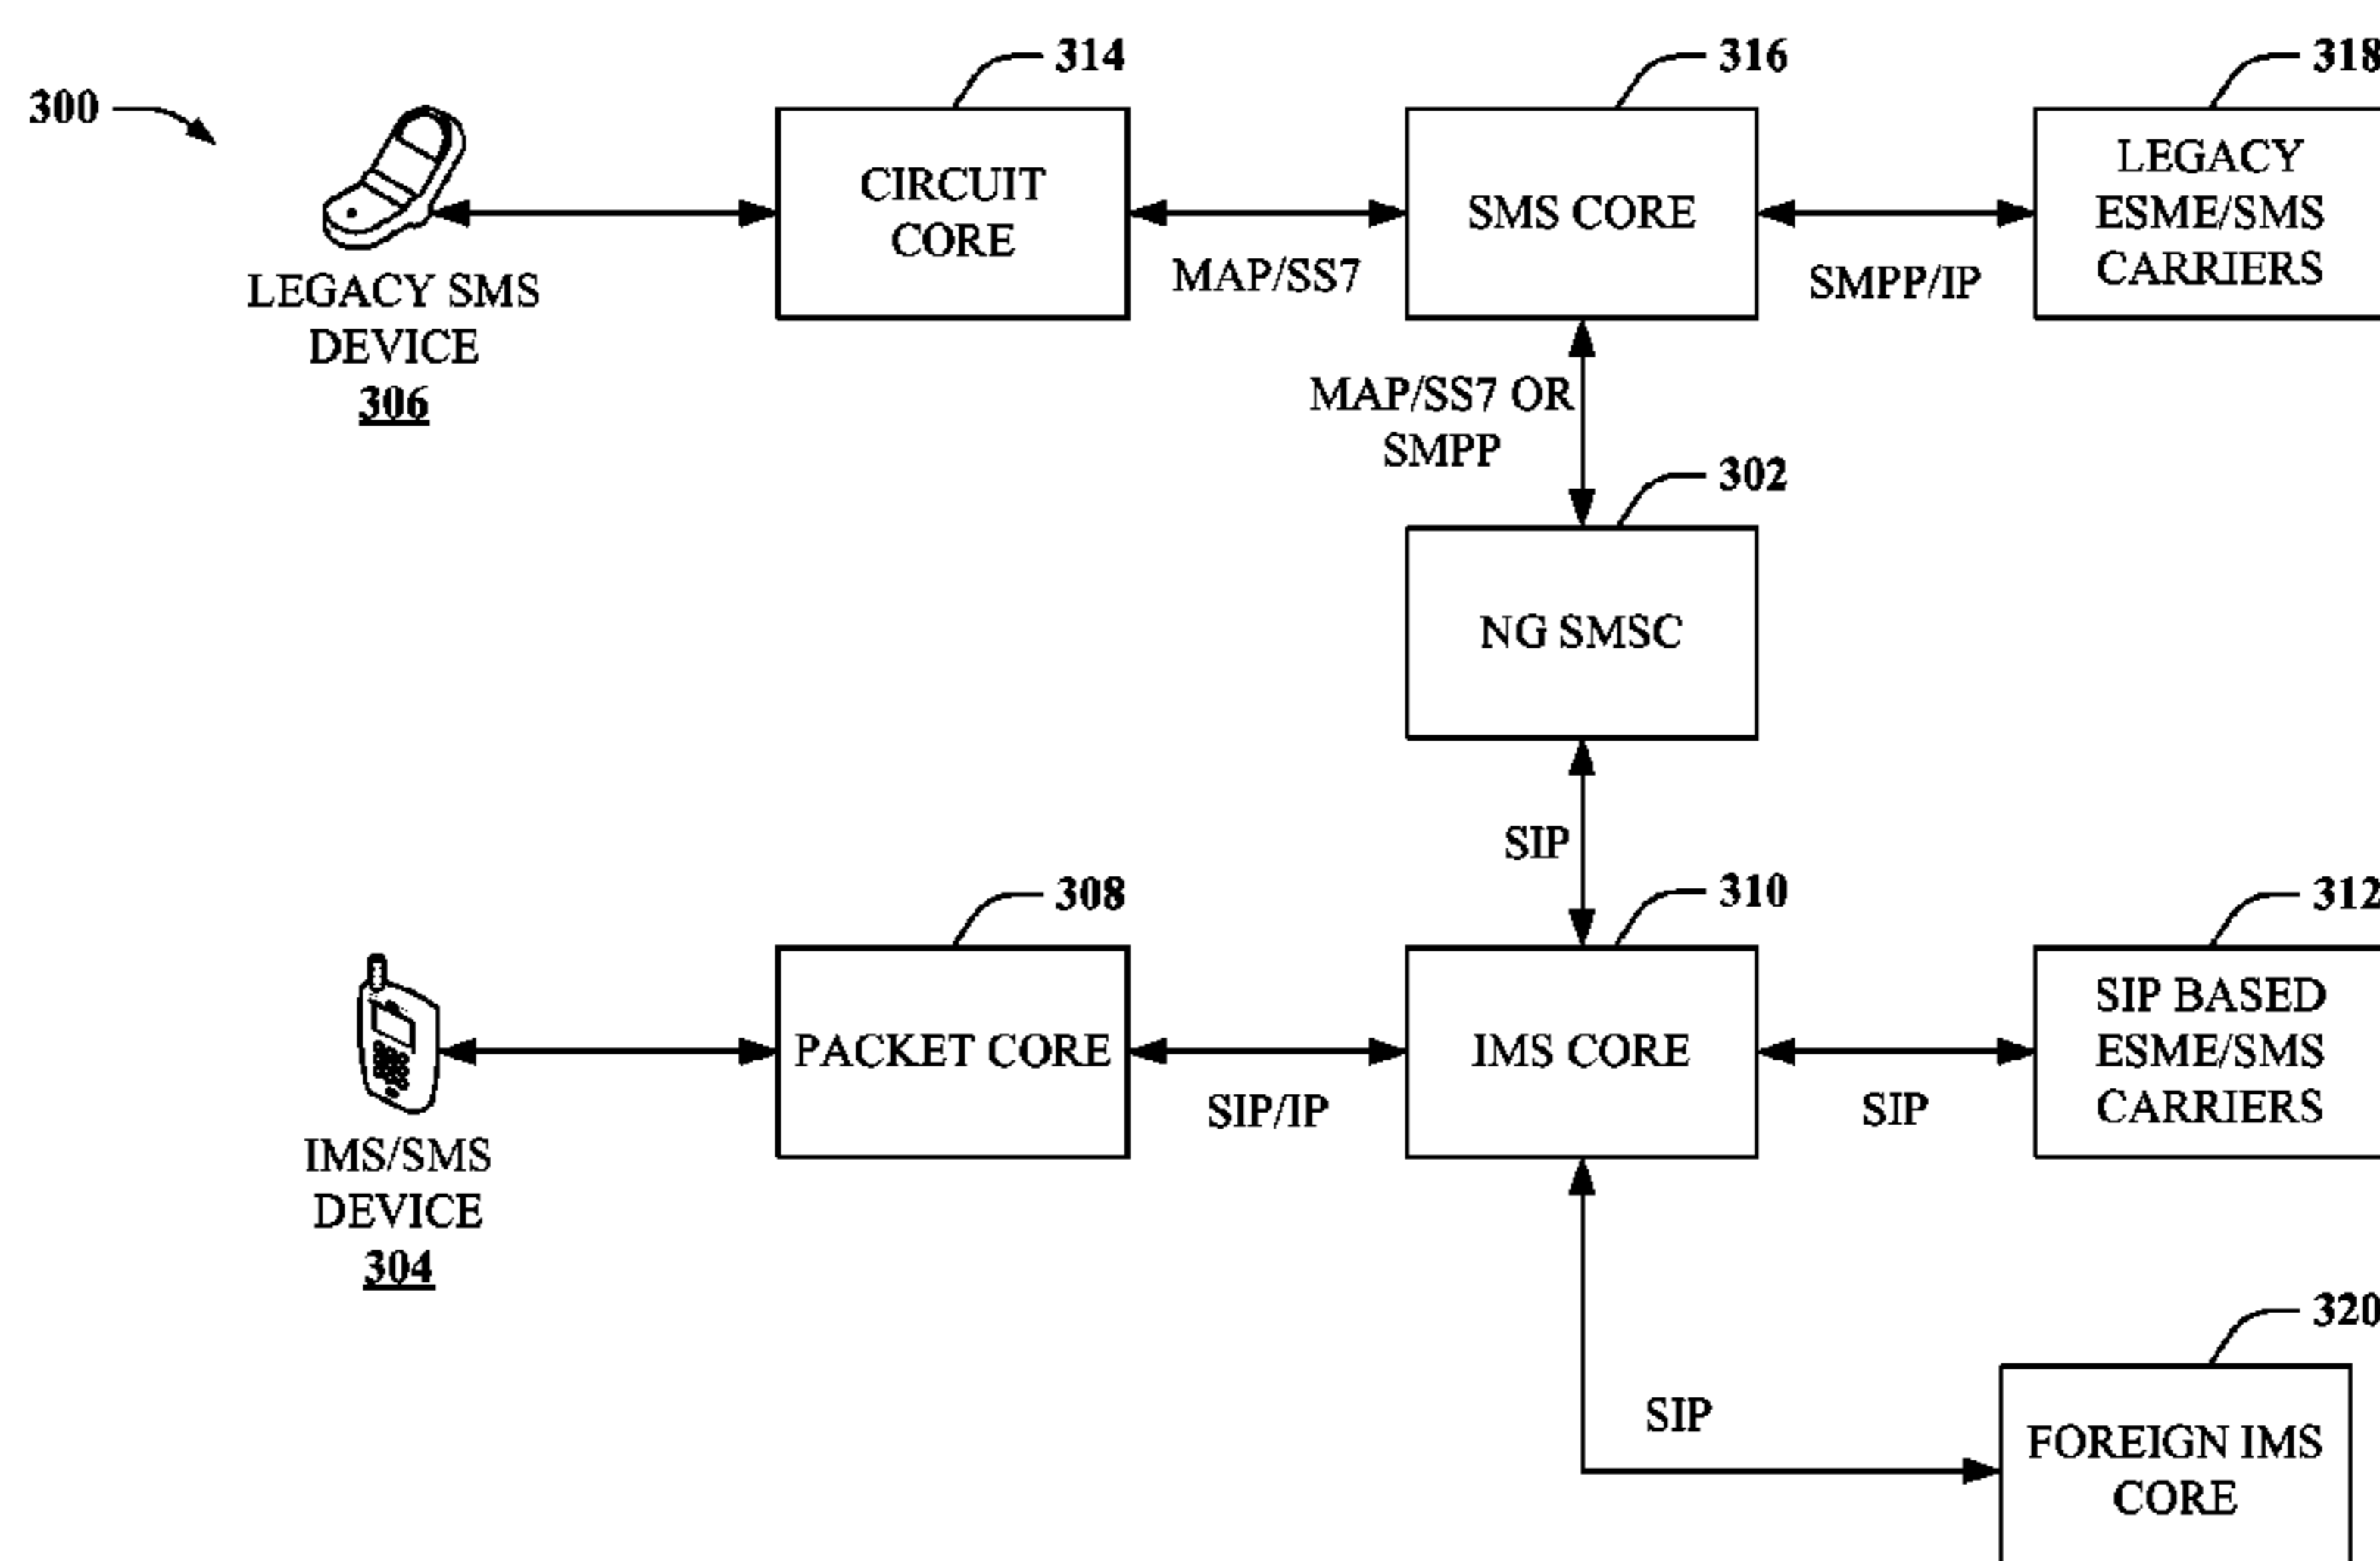 300
314
316
318
CIRCUIT
CORE
SMS CORE
LEGACY
ESME/SMS
CARRIERS
MAP/SS7
SMPP/IP
LEGACY SMS
DEVICE
306
MAP/SS7 OR
SMPP
302
NG SMSC
SIP
308
310
312
PACKET CORE
IMS CORE
SIP BASED
ESME/SMS
CARRIERS
SIP/IP
SIP
IMS/SMS
DEVICE
304
320
SIP
FOREIGN IMS
CORE